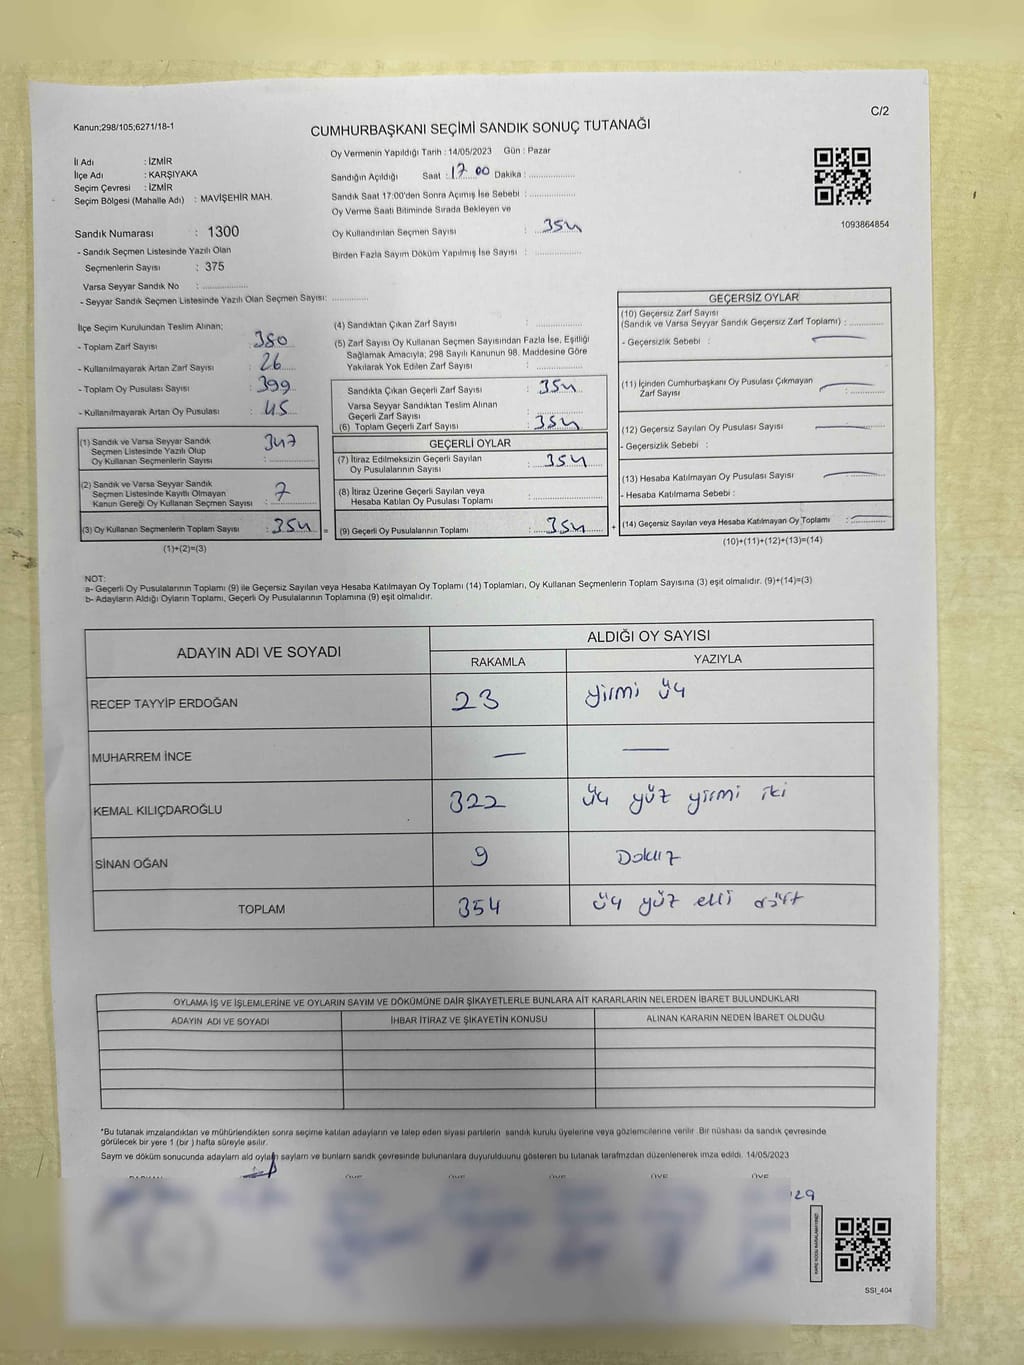 C/2
Kanun;298/105;6271/18-1
CUMHURBAŞKANI SEÇİMİ SANDIK SONUÇ TUTANAĞI
İl Adı : İZMİR
İlçe Adı : KARŞIYAKA
Seçim Çevresi : İZMİR
Seçim Bölgesi (Mahalle Adı) : MAVİŞEHİR MAH.
Sandık Numarası : 1300
- Sandık Seçmen Listesinde Yazılı Olan
Seçmenlerin Sayısı : 375
Varsa Seyyar Sandık No : ....................
- Seyyar Sandık Seçmen Listesinde Yazılı Olan Seçmen Sayısı: ................
Oy Vermenin Yapıldığı Tarih : 14/05/2023 Gün : Pazar
Sandığın Açıldığı Saat : 17 00 Dakika : ................
Sandık Saat 17:00'den Sonra Açımış İse Sebebi : ................
Oy Verme Saati Bitiminde Sırada Bekleyen ve
Oy Kullandırılan Seçmen Sayısı : 354
Birden Fazla Sayım Döküm Yapılmış İse Sayısı : ................
1093864854
İlçe Seçim Kurulundan Teslim Alınan;
- Toplam Zarf Sayısı : 380
- Kullanılmayarak Artan Zarf Sayısı : 26
- Toplam Oy Pusulası Sayısı : 399
- Kullanılmayarak Artan Oy Pusulası : 45
(1) Sandık ve Varsa Seyyar Sandık
Seçmen Listesinde Yazılı Olup
Oy Kullanan Seçmenlerin Sayısı : 347
(2) Sandık ve Varsa Seyyar Sandık
Seçmen Listesinde Kayıtlı Olmayan
Kanun Gereği Oy Kullanan Seçmen Sayısı : 7
(3) Oy Kullanan Seçmenlerin Toplam Sayısı : 354 =
(1)+(2)=(3)
(4) Sandıktan Çıkan Zarf Sayısı : ................
(5) Zarf Sayısı Oy Kullanan Seçmen Sayısından Fazla İse, Eşitliği
Sağlamak Amacıyla; 298 Sayılı Kanunun 98. Maddesine Göre
Yakılarak Yok Edilen Zarf Sayısı : ................
Sandıkta Çıkan Geçerli Zarf Sayısı : 354
Varsa Seyyar Sandıktan Teslim Alınan
Geçerli Zarf Sayısı : ................
(6) Toplam Geçerli Zarf Sayısı : 354
GEÇERLİ OYLAR
(7) İtiraz Edilmeksizin Geçerli Sayılan
Oy Pusulalarının Sayısı : 354
(8) İtiraz Üzerine Geçerli Sayılan veya
Hesaba Katılan Oy Pusulası Toplamı : ................
(9) Geçerli Oy Pusulalarının Toplamı : 354 +
GEÇERSİZ OYLAR
(10) Geçersiz Zarf Sayısı
(Sandık ve Varsa Seyyar Sandık Geçersiz Zarf Toplamı) : ................
- Geçersizlik Sebebi : —
(11) İçinden Cumhurbaşkanı Oy Pusulası Çıkmayan
Zarf Sayısı : —
(12) Geçersiz Sayılan Oy Pusulası Sayısı : —
- Geçersizlik Sebebi :
(13) Hesaba Katılmayan Oy Pusulası Sayısı : —
- Hesaba Katılmama Sebebi :
(14) Geçersiz Sayılan veya Hesaba Katılmayan Oy Toplamı : —
(10)+(11)+(12)+(13)=(14)
NOT:
a- Geçerli Oy Pusulalarının Toplamı (9) ile Geçersiz Sayılan veya Hesaba Katılmayan Oy Toplamı (14) Toplamları, Oy Kullanan Seçmenlerin Toplam Sayısına (3) eşit olmalıdır. (9)+(14)=(3)
b- Adayların Aldığı Oyların Toplamı, Geçerli Oy Pusulalarının Toplamına (9) eşit olmalıdır.
ADAYIN ADI VE SOYADI
ALDIĞI OY SAYISI
RAKAMLA YAZIYLA
RECEP TAYYİP ERDOĞAN 23 yirmi üç
MUHARREM İNCE — —
KEMAL KILIÇDAROĞLU 322 üç yüz yirmi iki
SİNAN OĞAN 9 Dokuz
TOPLAM 354 üç yüz elli dört
OYLAMA İŞ VE İŞLEMLERİNE VE OYLARIN SAYIM VE DÖKÜMÜNE DAİR ŞİKAYETLERLE BUNLARA AİT KARARLARIN NELERDEN İBARET BULUNDUKLARI
ADAYIN ADI VE SOYADI İHBAR İTİRAZ VE ŞİKAYETİN KONUSU ALINAN KARARIN NEDEN İBARET OLDUĞU
*Bu tutanak imzalandıktan ve mühürlendikten sonra seçime katılan adayların ve talep eden siyasi partilerin sandık kurulu üyelerine veya gözlemcilerine verilir .Bir nüshası da sandık çevresinde
görülecek bir yere 1 (bir ) hafta süreyle asılır.
Sayım ve döküm sonucunda adayların aldığı oyların sayları ve bunların sandık çevresinde bulunanlara duyurulduğunu gösteren bu tutanak tarafımızdan düzenlenerek imza edildi. 14/05/2023
ÜYE ÜYE ÜYE ÜYE ÜYE
29
SSI_404